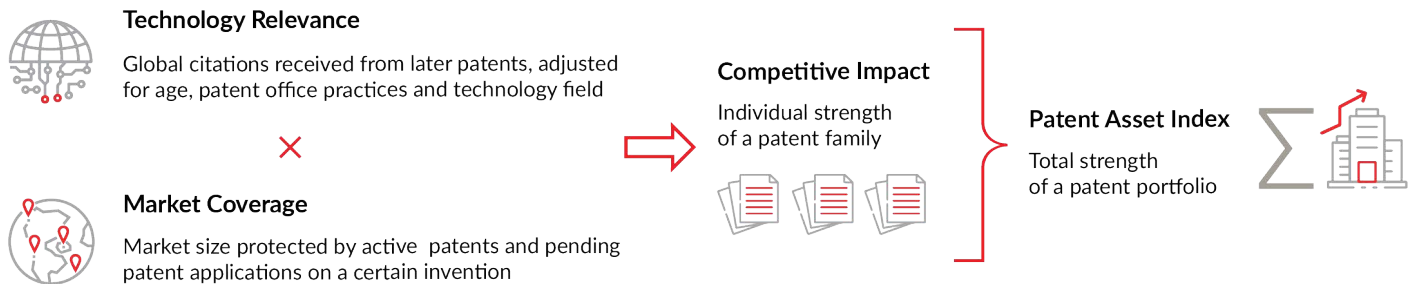 Technology Relevance
Global citations received from later patents, adjusted
for age, patent office practices and technology field
×
Market Coverage
Market size protected by active patents and pending
patent applications on a certain invention
Competitive Impact
Individual strength
of a patent family
Patent Asset Index
Total strength
of a patent portfolio
Σ